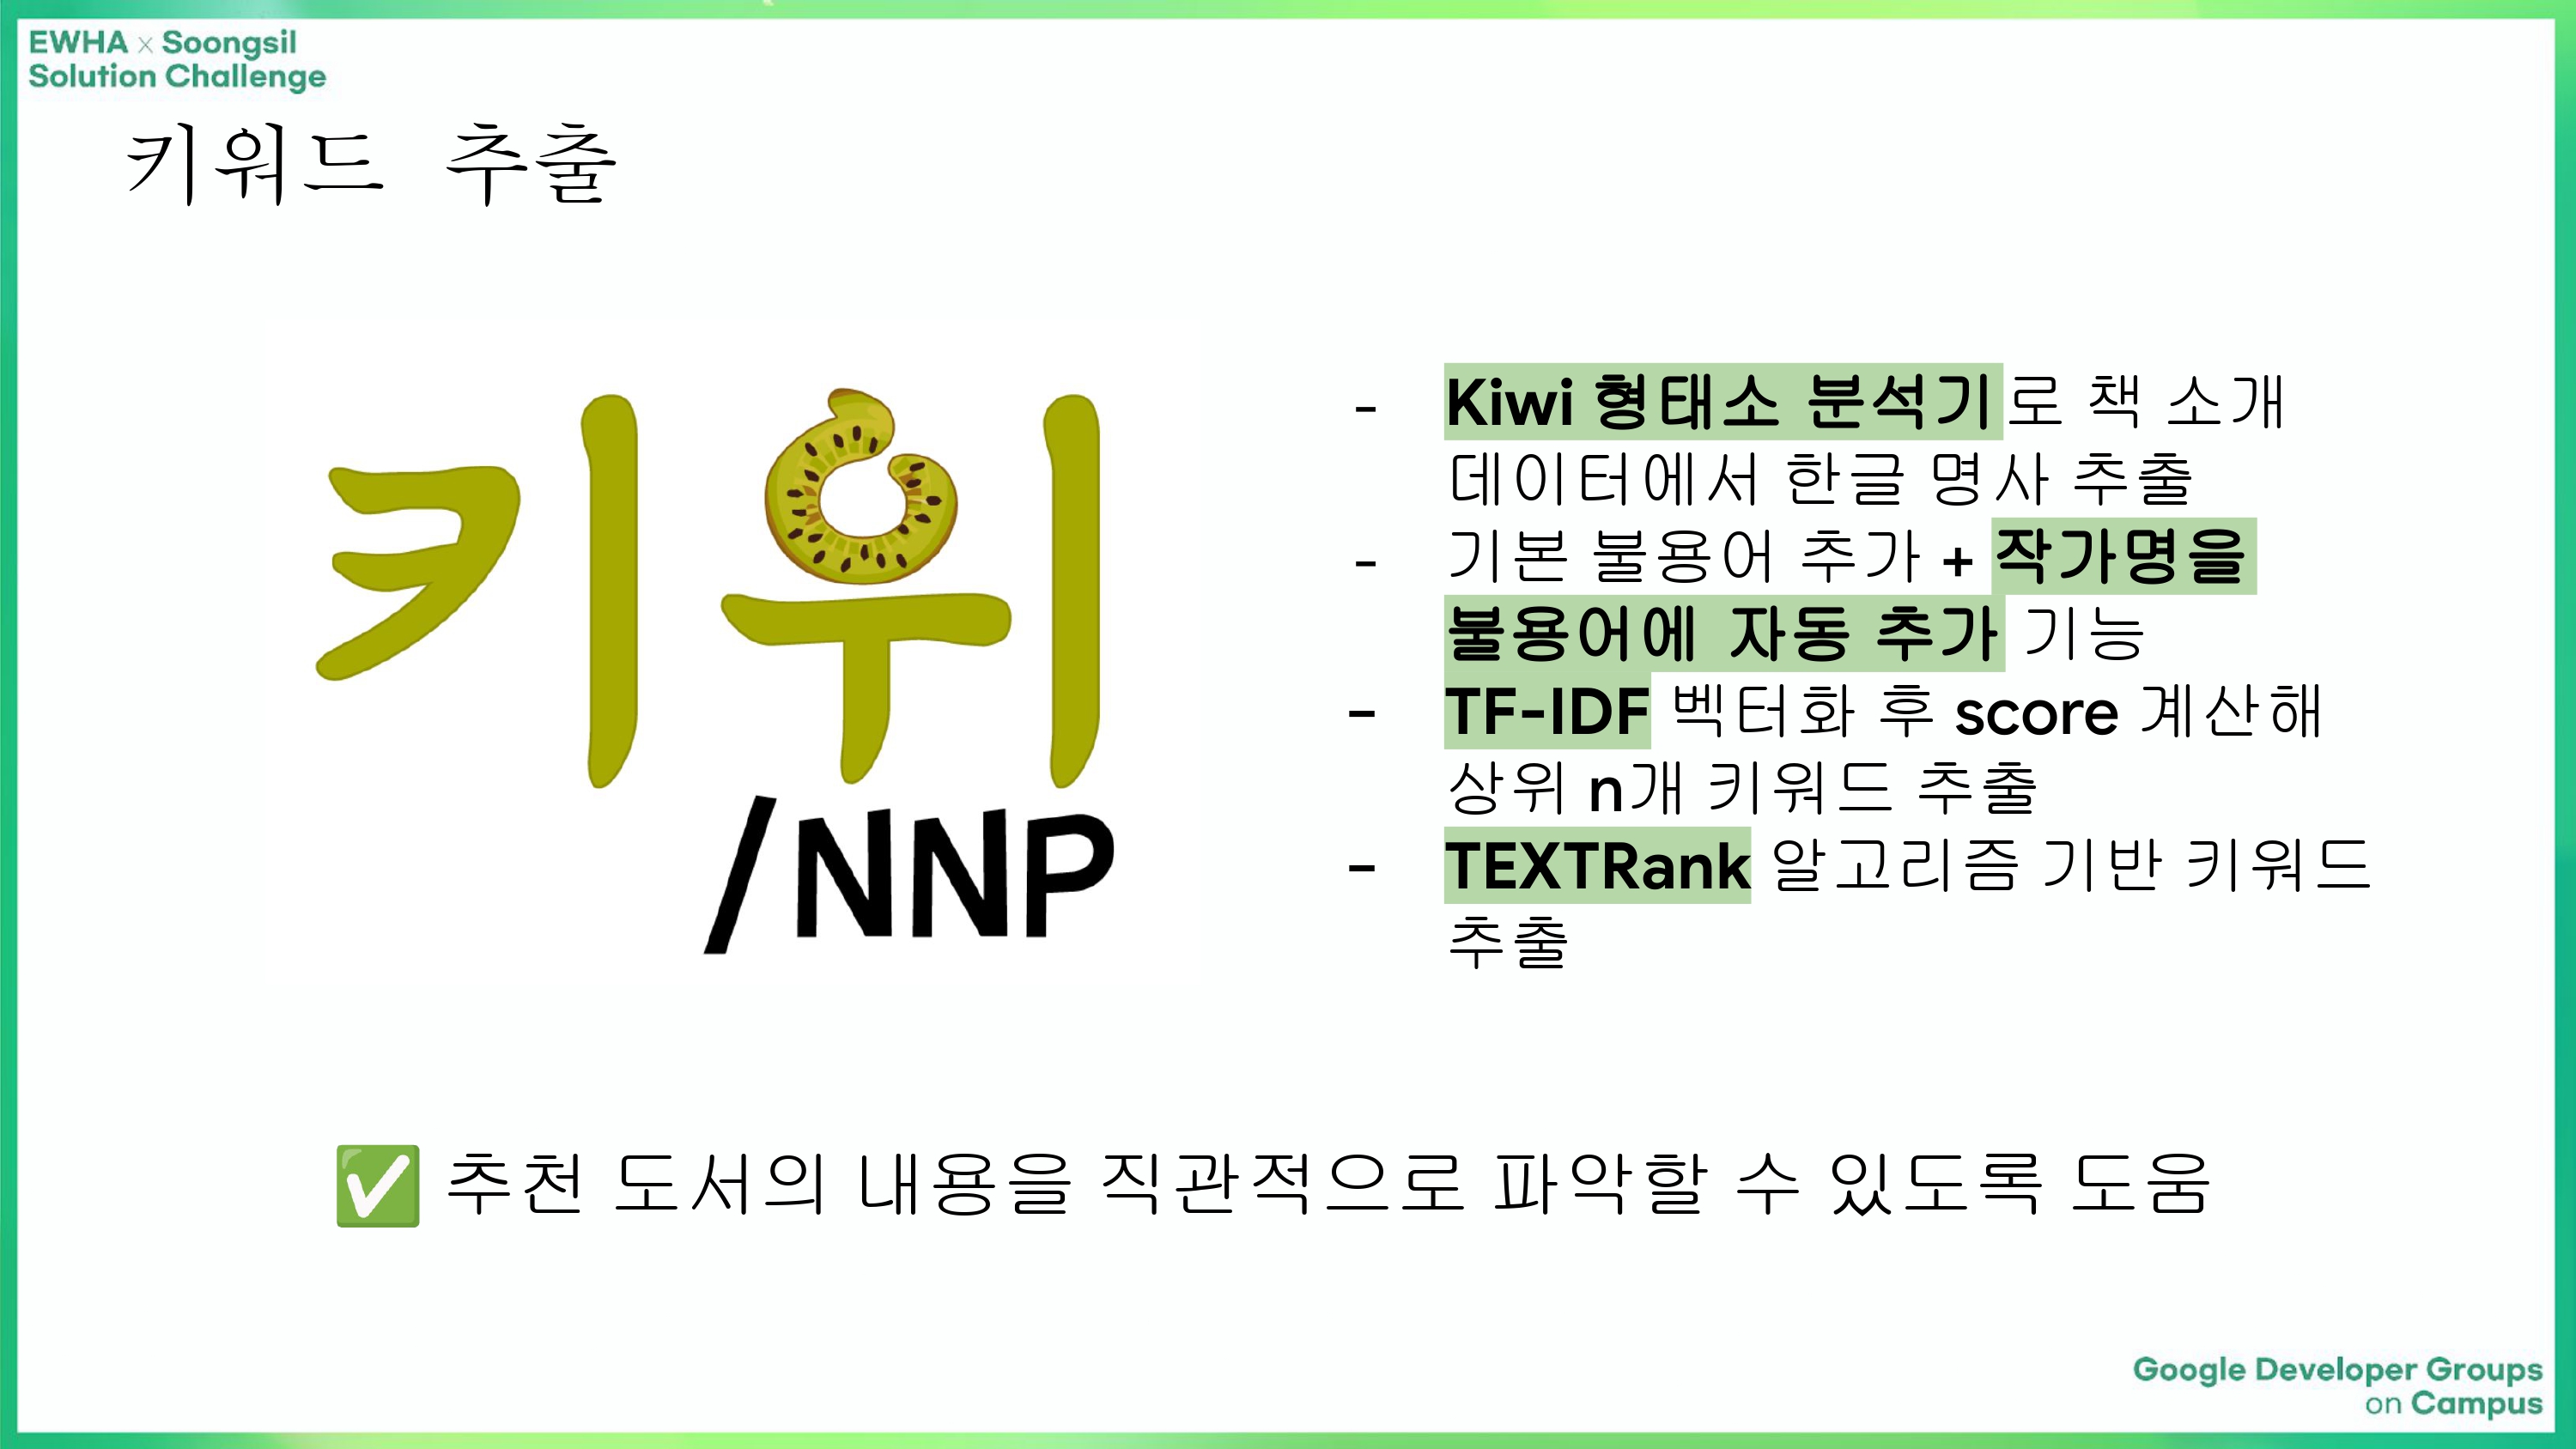 EWHA x Soongsil
Solution Challenge
키워드 추출
키위
/NNP
- Kiwi 형태소 분석기로 책 소개
데이터에서 한글 명사 추출
- 기본 불용어 추가 + 작가명을
불용어에 자동 추가 기능
- TF-IDF 벡터화 후 score 계산해
상위 n개 키워드 추출
- TEXTRank 알고리즘 기반 키워드
추출
✅ 추천 도서의 내용을 직관적으로 파악할 수 있도록 도움
Google Developer Groups
on Campus